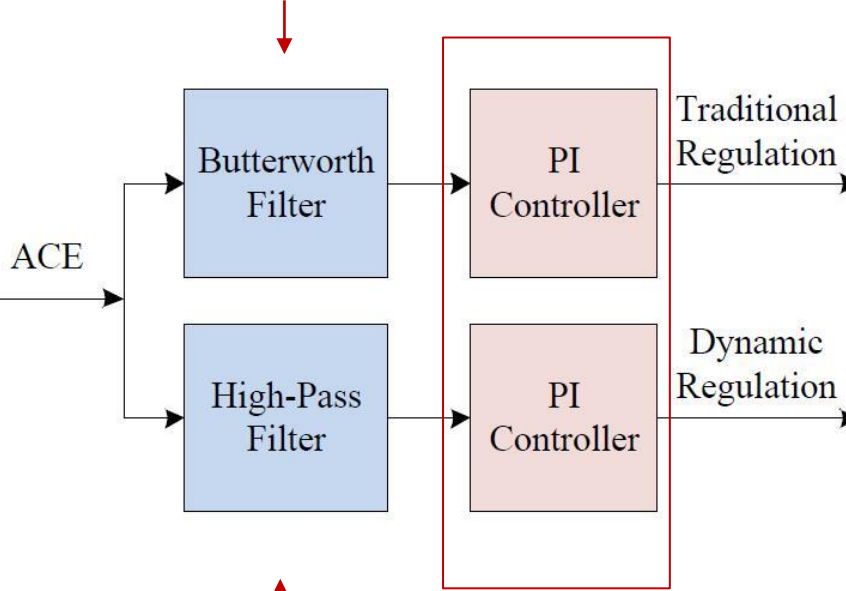 ACE
Butterworth
Filter
PI
Controller
Traditional
Regulation
High-Pass
Filter
PI
Controller
Dynamic
Regulation